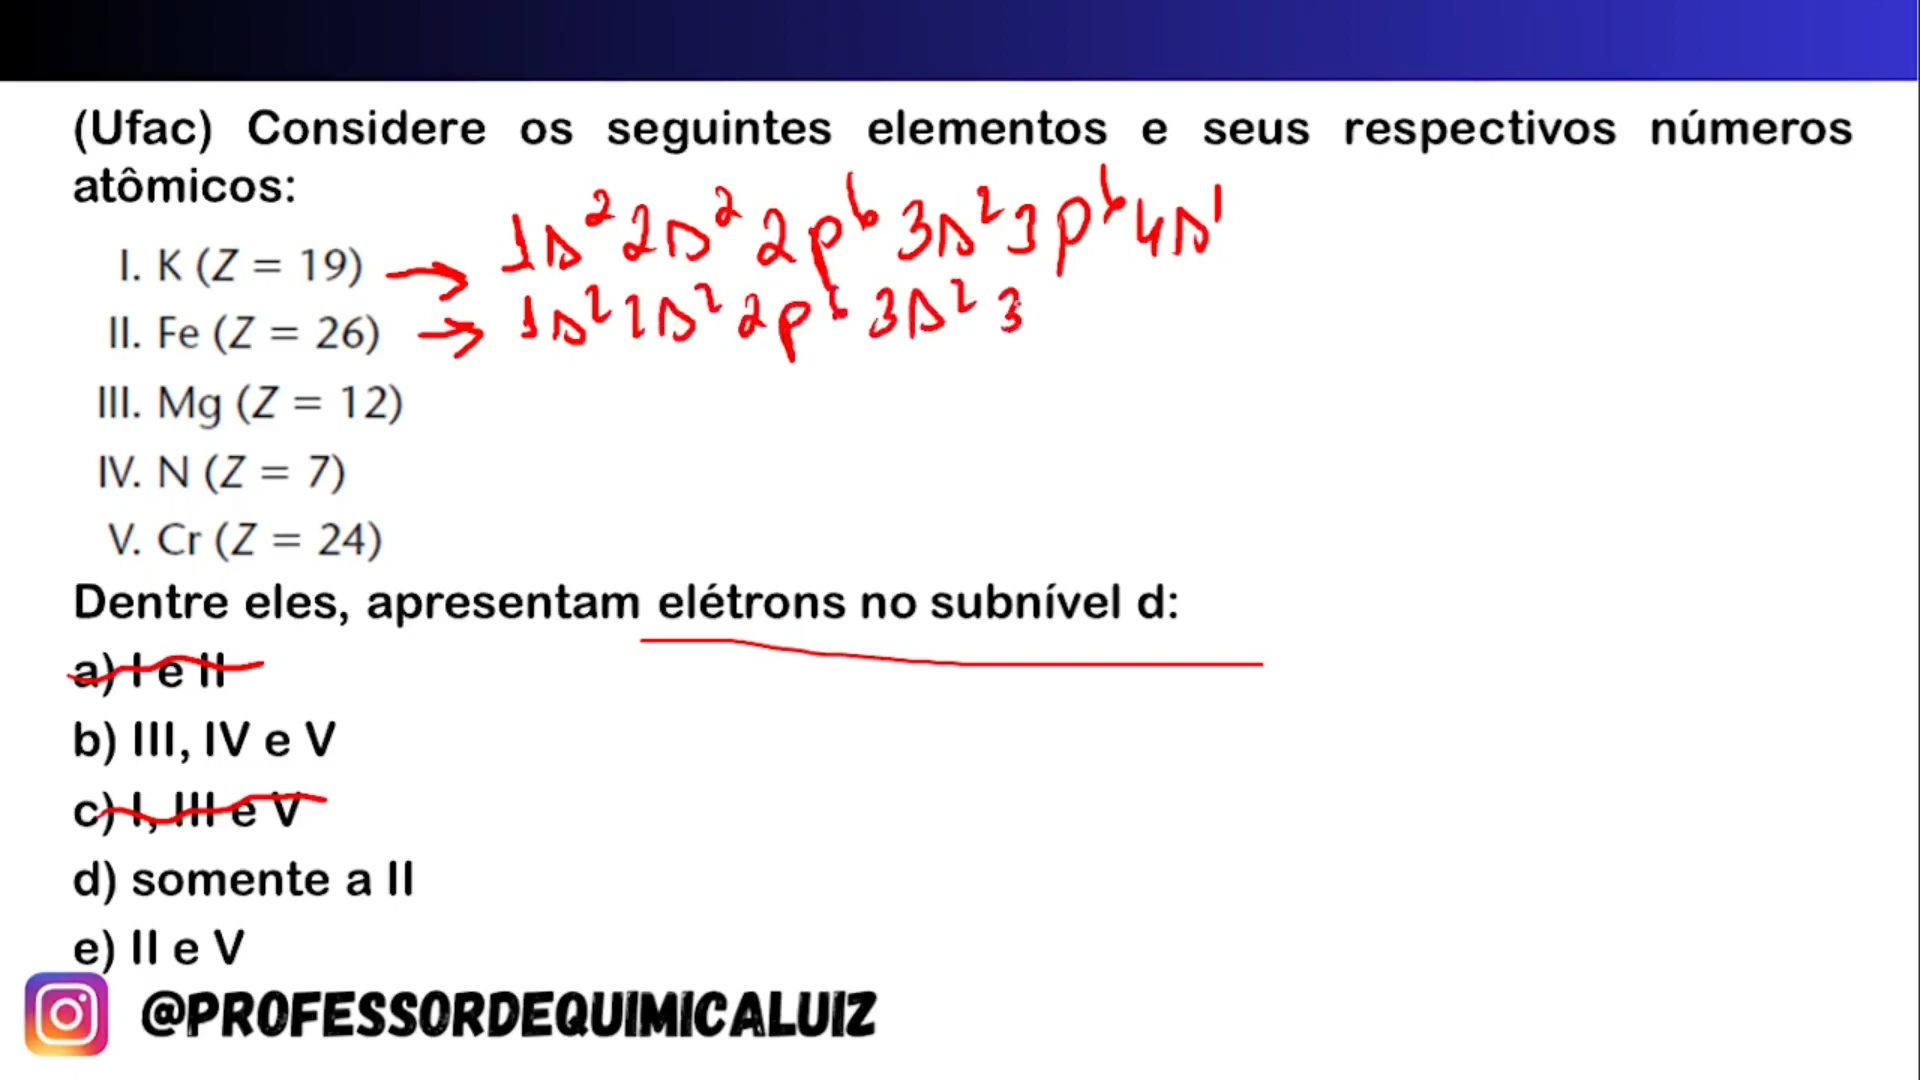 (Ufac) Considere os seguintes elementos e seus respectivos números
atômicos:
1s² 2s² 2p⁶ 3s² 3p⁶ 4s¹
I. K (Z = 19) →
II. Fe (Z = 26) → 1s² 2s² 2p⁶ 3s² 3
III. Mg (Z = 12)
IV. N (Z = 7)
V. Cr (Z = 24)
Dentre eles, apresentam elétrons no subnível d:
a) I e II
b) III, IV e V
c) I, III e V
d) somente a II
e) II e V
@PROFESSORDEQUIMICALUIZ